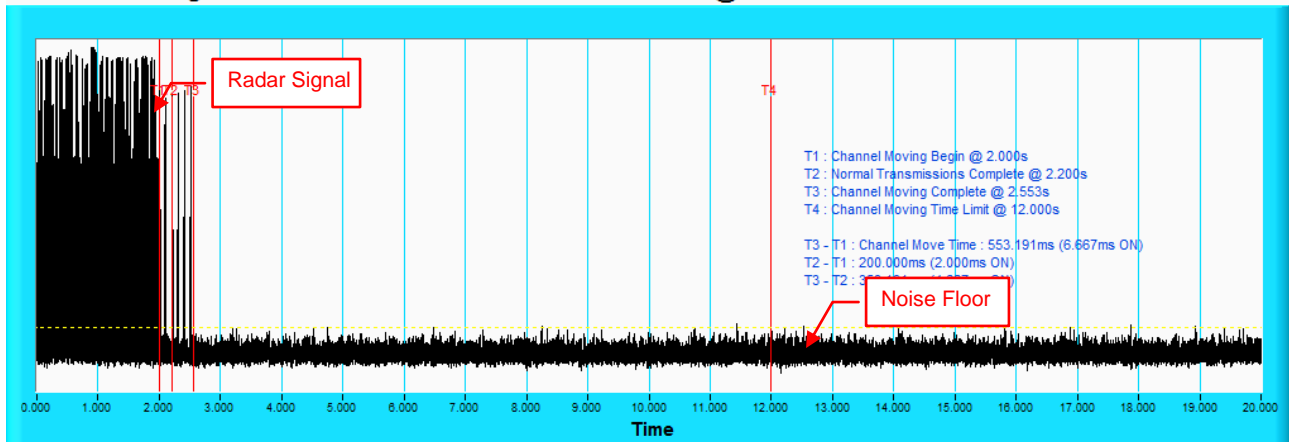 Radar Signal
T1 T2 T3
T4
T1 : Channel Moving Begin @ 2.000s
T2 : Normal Transmissions Complete @ 2.200s
T3 : Channel Moving Complete @ 2.553s
T4 : Channel Moving Time Limit @ 12.000s
T3 - T1 : Channel Move Time : 553.191ms (6.667ms ON)
T2 - T1 : 200.000ms (2.000ms ON)
T3 - T2 :
Noise Floor
0.000 1.000 2.000 3.000 4.000 5.000 6.000 7.000 8.000 9.000 10.000 11.000 12.000 13.000 14.000 15.000 16.000 17.000 18.000 19.000 20.000
Time